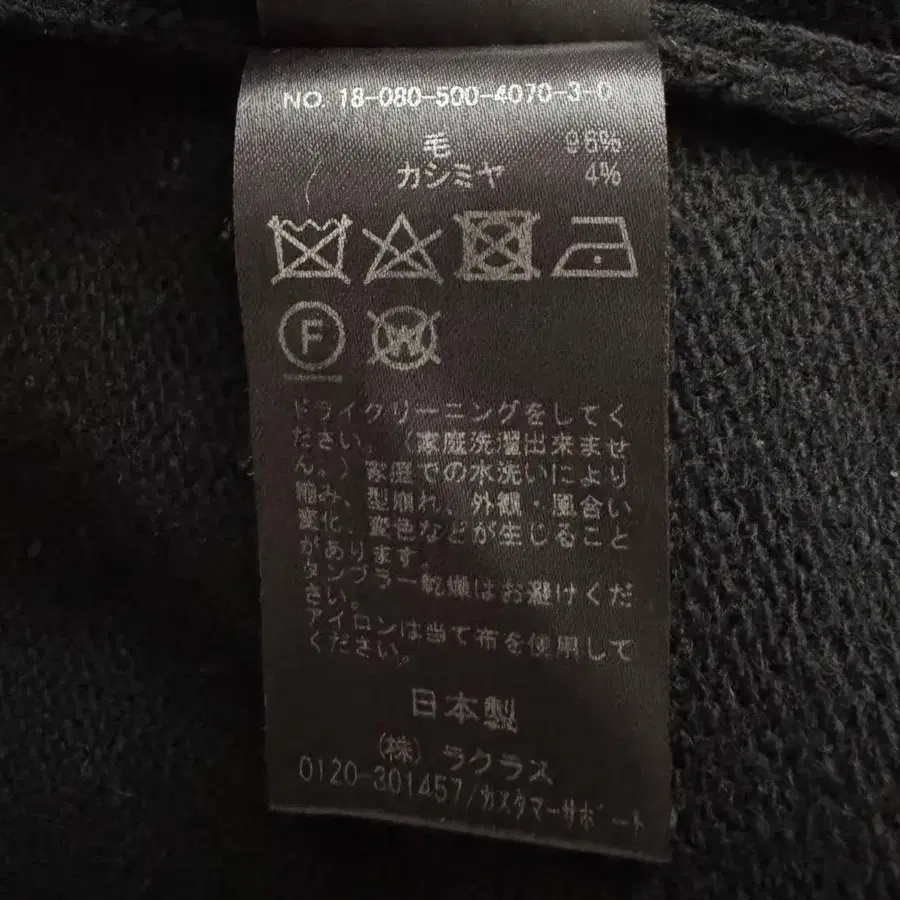 NO. 18-080-500-4070-3-0
毛 96%
カシミヤ 4%
F
W
ドライクリーニングをしてく
ださい。（家庭洗濯出来ませ
ん。）家庭での水洗いにより
縮み、型崩れ、外観・風合い
変化、変色などが生じること
があります。
タンブラー乾燥はお避けくだ
さい。
アイロンは当て布を使用して
ください。
日本製
（株）ラクラス
0120-301457/カスタマーサポート